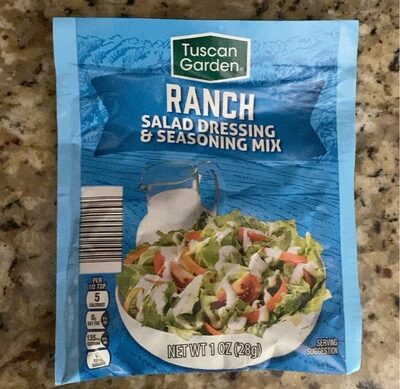 Tuscan
Garden®
RANCH
SALAD DRESSING
& SEASONING MIX
PER
1/2 TSP
5
CALORIES
SERVING
SUGGESTION
NET WT 1 OZ (28g)